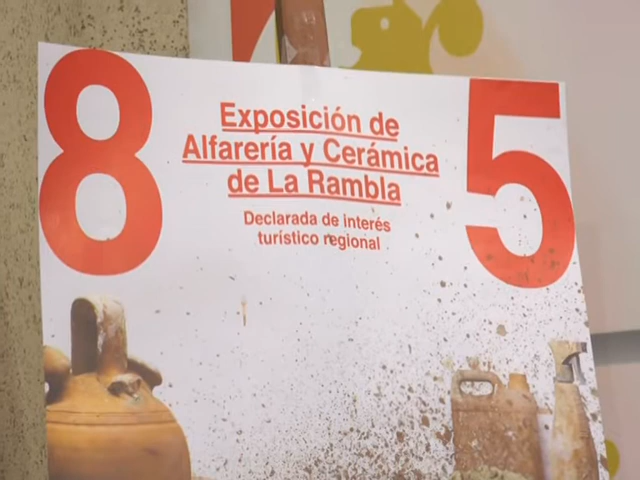 8 5
Exposición de
Alfarería y Cerámica
de La Rambla
Declarada de interés
turístico regional